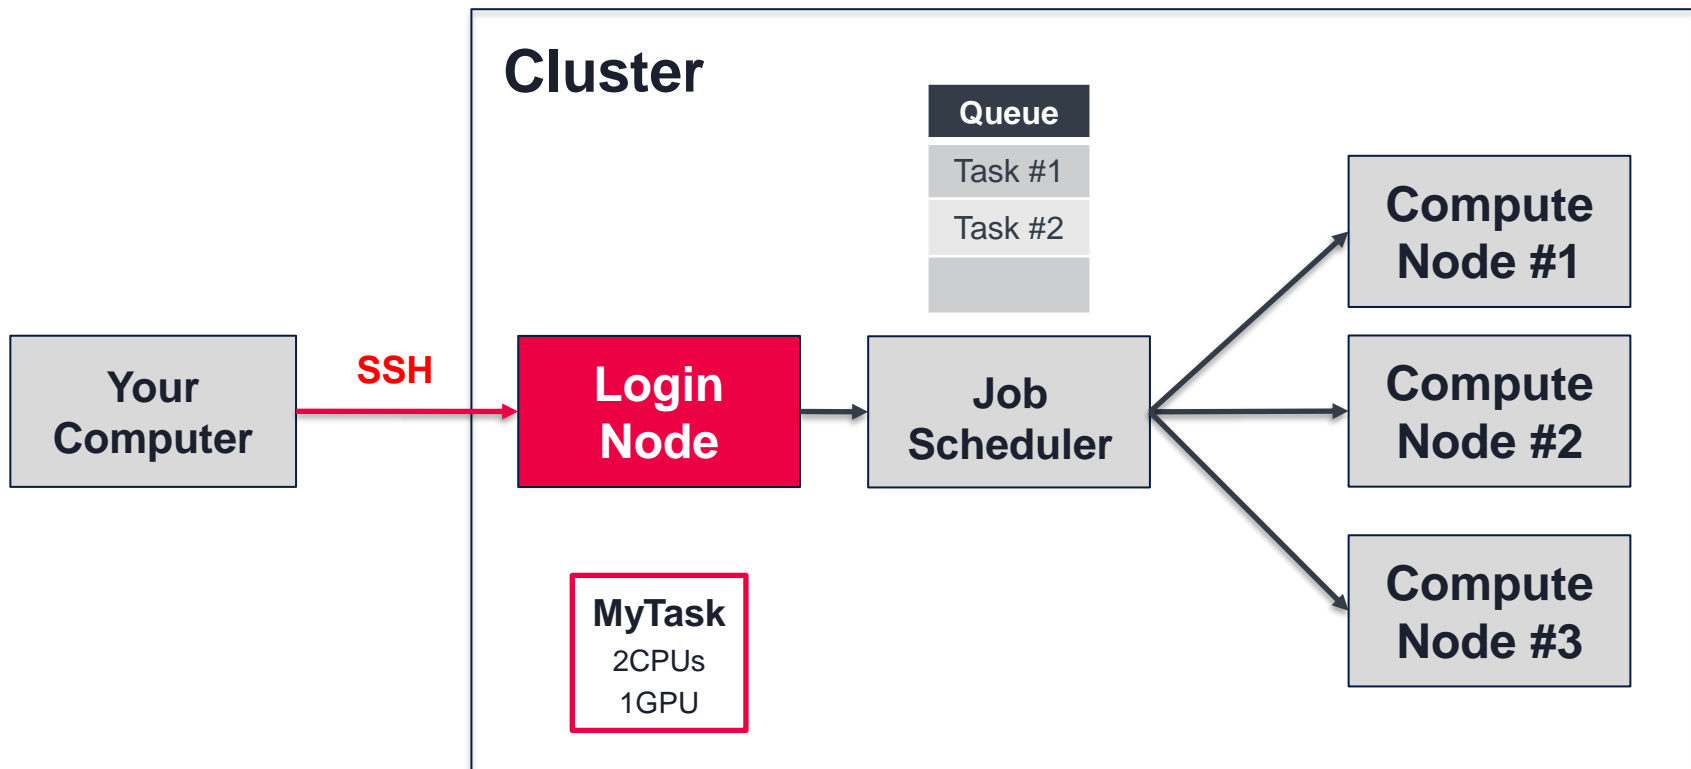 Cluster
Queue
Task #1
Task #2
Your
Computer
SSH
Login
Node
Job
Scheduler
Compute
Node #1
Compute
Node #2
Compute
Node #3
MyTask
2CPUs
1GPU